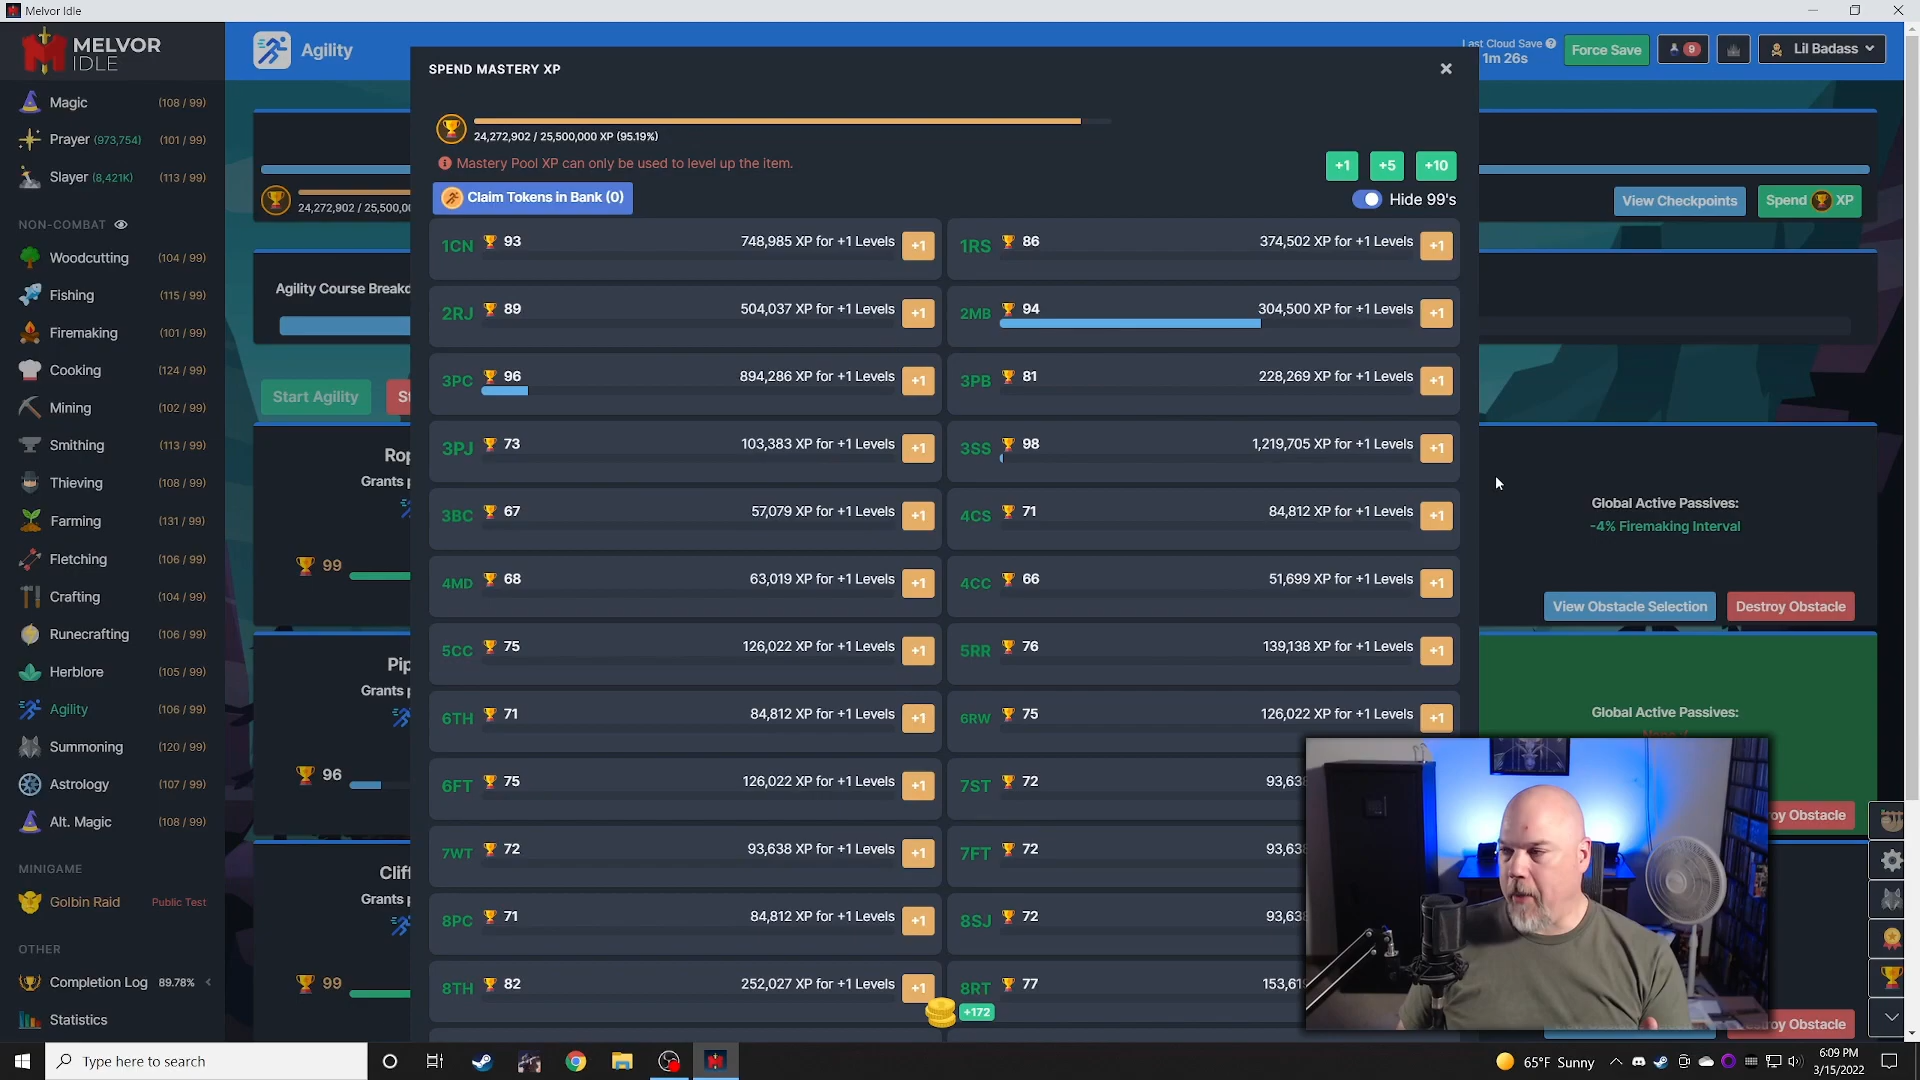 Melvor Idle
MELVOR
IDLE
Agility
Last Cloud Save
1m 26s
Force Save
9
Lil Badass
SPEND MASTERY XP
24,272,902 / 25,500,000 XP (95.19%)
Mastery Pool XP can only be used to level up the item.
+1 +5 +10
Claim Tokens in Bank (0)
Hide 99's
Magic (108 / 99)
Prayer (973,754) (101 / 99)
Slayer (8,421K) (113 / 99)
NON-COMBAT
Woodcutting (104 / 99)
Fishing (115 / 99)
Firemaking (101 / 99)
Cooking (124 / 99)
Mining (102 / 99)
Smithing (113 / 99)
Thieving (108 / 99)
Farming (131 / 99)
Fletching (106 / 99)
Crafting (104 / 99)
Runecrafting (106 / 99)
Herblore (105 / 99)
Agility (106 / 99)
Summoning (120 / 99)
Astrology (107 / 99)
Alt. Magic (108 / 99)
MINIGAME
Golbin Raid Public Test
OTHER
Completion Log 89.78%
Statistics
24,272,902 / 25,500,0
Agility Course Breakd
Start Agility
St
Rop
Grants p
99
Pip
Grants p
96
Cliff
Grants p
99
1CN 93 748,985 XP for +1 Levels +1
1RS 86 374,502 XP for +1 Levels +1
2RJ 89 504,037 XP for +1 Levels +1
2MB 94 304,500 XP for +1 Levels +1
3PC 96 894,286 XP for +1 Levels +1
3PB 81 228,269 XP for +1 Levels +1
3PJ 73 103,383 XP for +1 Levels +1
3SS 98 1,219,705 XP for +1 Levels +1
3BC 67 57,079 XP for +1 Levels +1
4CS 71 84,812 XP for +1 Levels +1
4MD 68 63,019 XP for +1 Levels +1
4CC 66 51,699 XP for +1 Levels +1
5CC 75 126,022 XP for +1 Levels +1
5RR 76 139,138 XP for +1 Levels +1
6TH 71 84,812 XP for +1 Levels +1
6RW 75 126,022 XP for +1 Levels +1
6FT 75 126,022 XP for +1 Levels +1
7ST 72 93,638
7WT 72 93,638 XP for +1 Levels +1
7FT 72 93,638
8PC 71 84,812 XP for +1 Levels +1
8SJ 72 93,638
8TH 82 252,027 XP for +1 Levels +1
8RT 77 153,61
+172
View Checkpoints
Spend XP
Global Active Passives:
-4% Firemaking Interval
View Obstacle Selection
Destroy Obstacle
Global Active Passives:
oy Obstacle
oy Obstacle
Type here to search
65°F Sunny
6:09 PM
3/15/2022